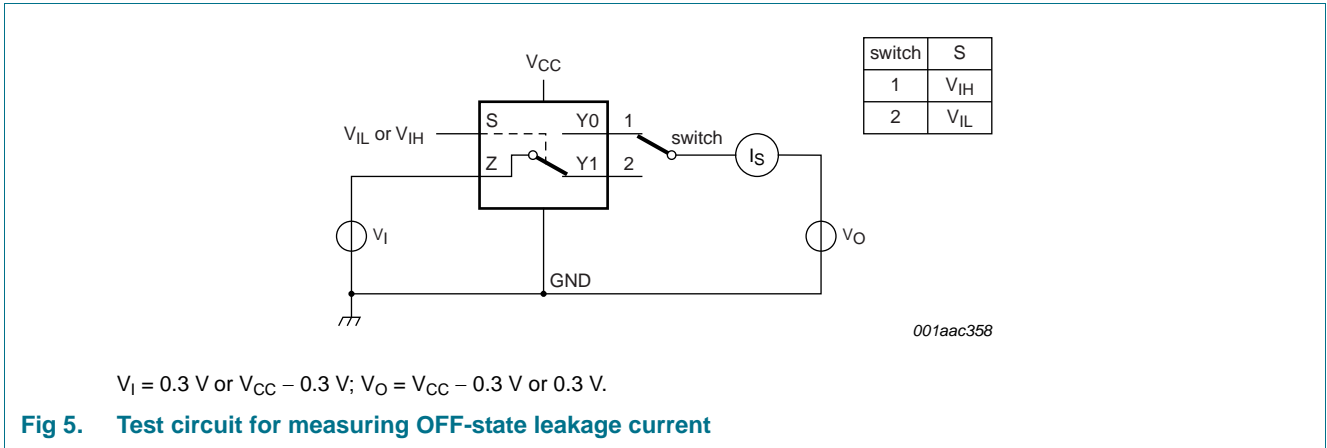 VCC
switch S
1 VIH
2 VIL
VIL or VIH
S Y0 1
switch
IS
Z Y1 2
VI
VO
GND
001aac358
VI = 0.3 V or VCC − 0.3 V; VO = VCC − 0.3 V or 0.3 V.
Fig 5. Test circuit for measuring OFF-state leakage current